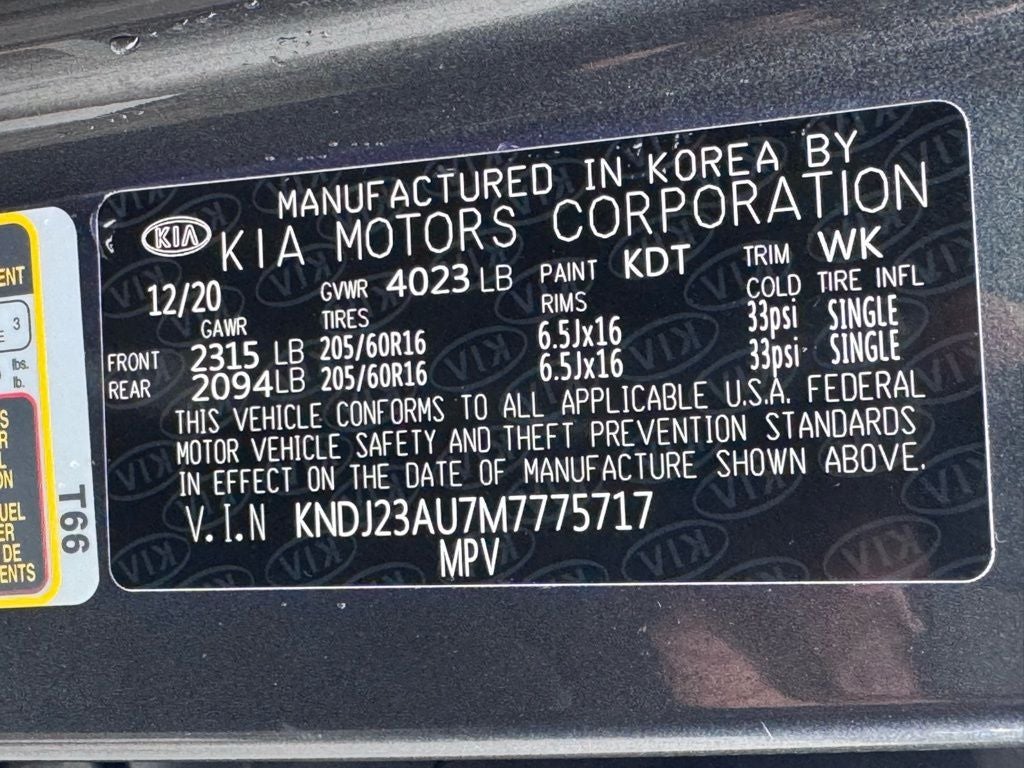 MANUFACTURED IN KOREA BY
KIA KIA MOTORS CORPORATION
12/20 GVWR 4023 LB PAINT KDT TRIM WK
GAWR TIRES RIMS COLD TIRE INFL
FRONT 2315 LB 205/60R16 6.5Jx16 33psi SINGLE
REAR 2094LB 205/60R16 6.5Jx16 33psi SINGLE
THIS VEHICLE CONFORMS TO ALL APPLICABLE U.S.A. FEDERAL
MOTOR VEHICLE SAFETY AND THEFT PREVENTION STANDARDS
IN EFFECT ON THE DATE OF MANUFACTURE SHOWN ABOVE.
V.I.N KNDJ23AU7M7775717
MPV
T66
3
lbs.
lb.